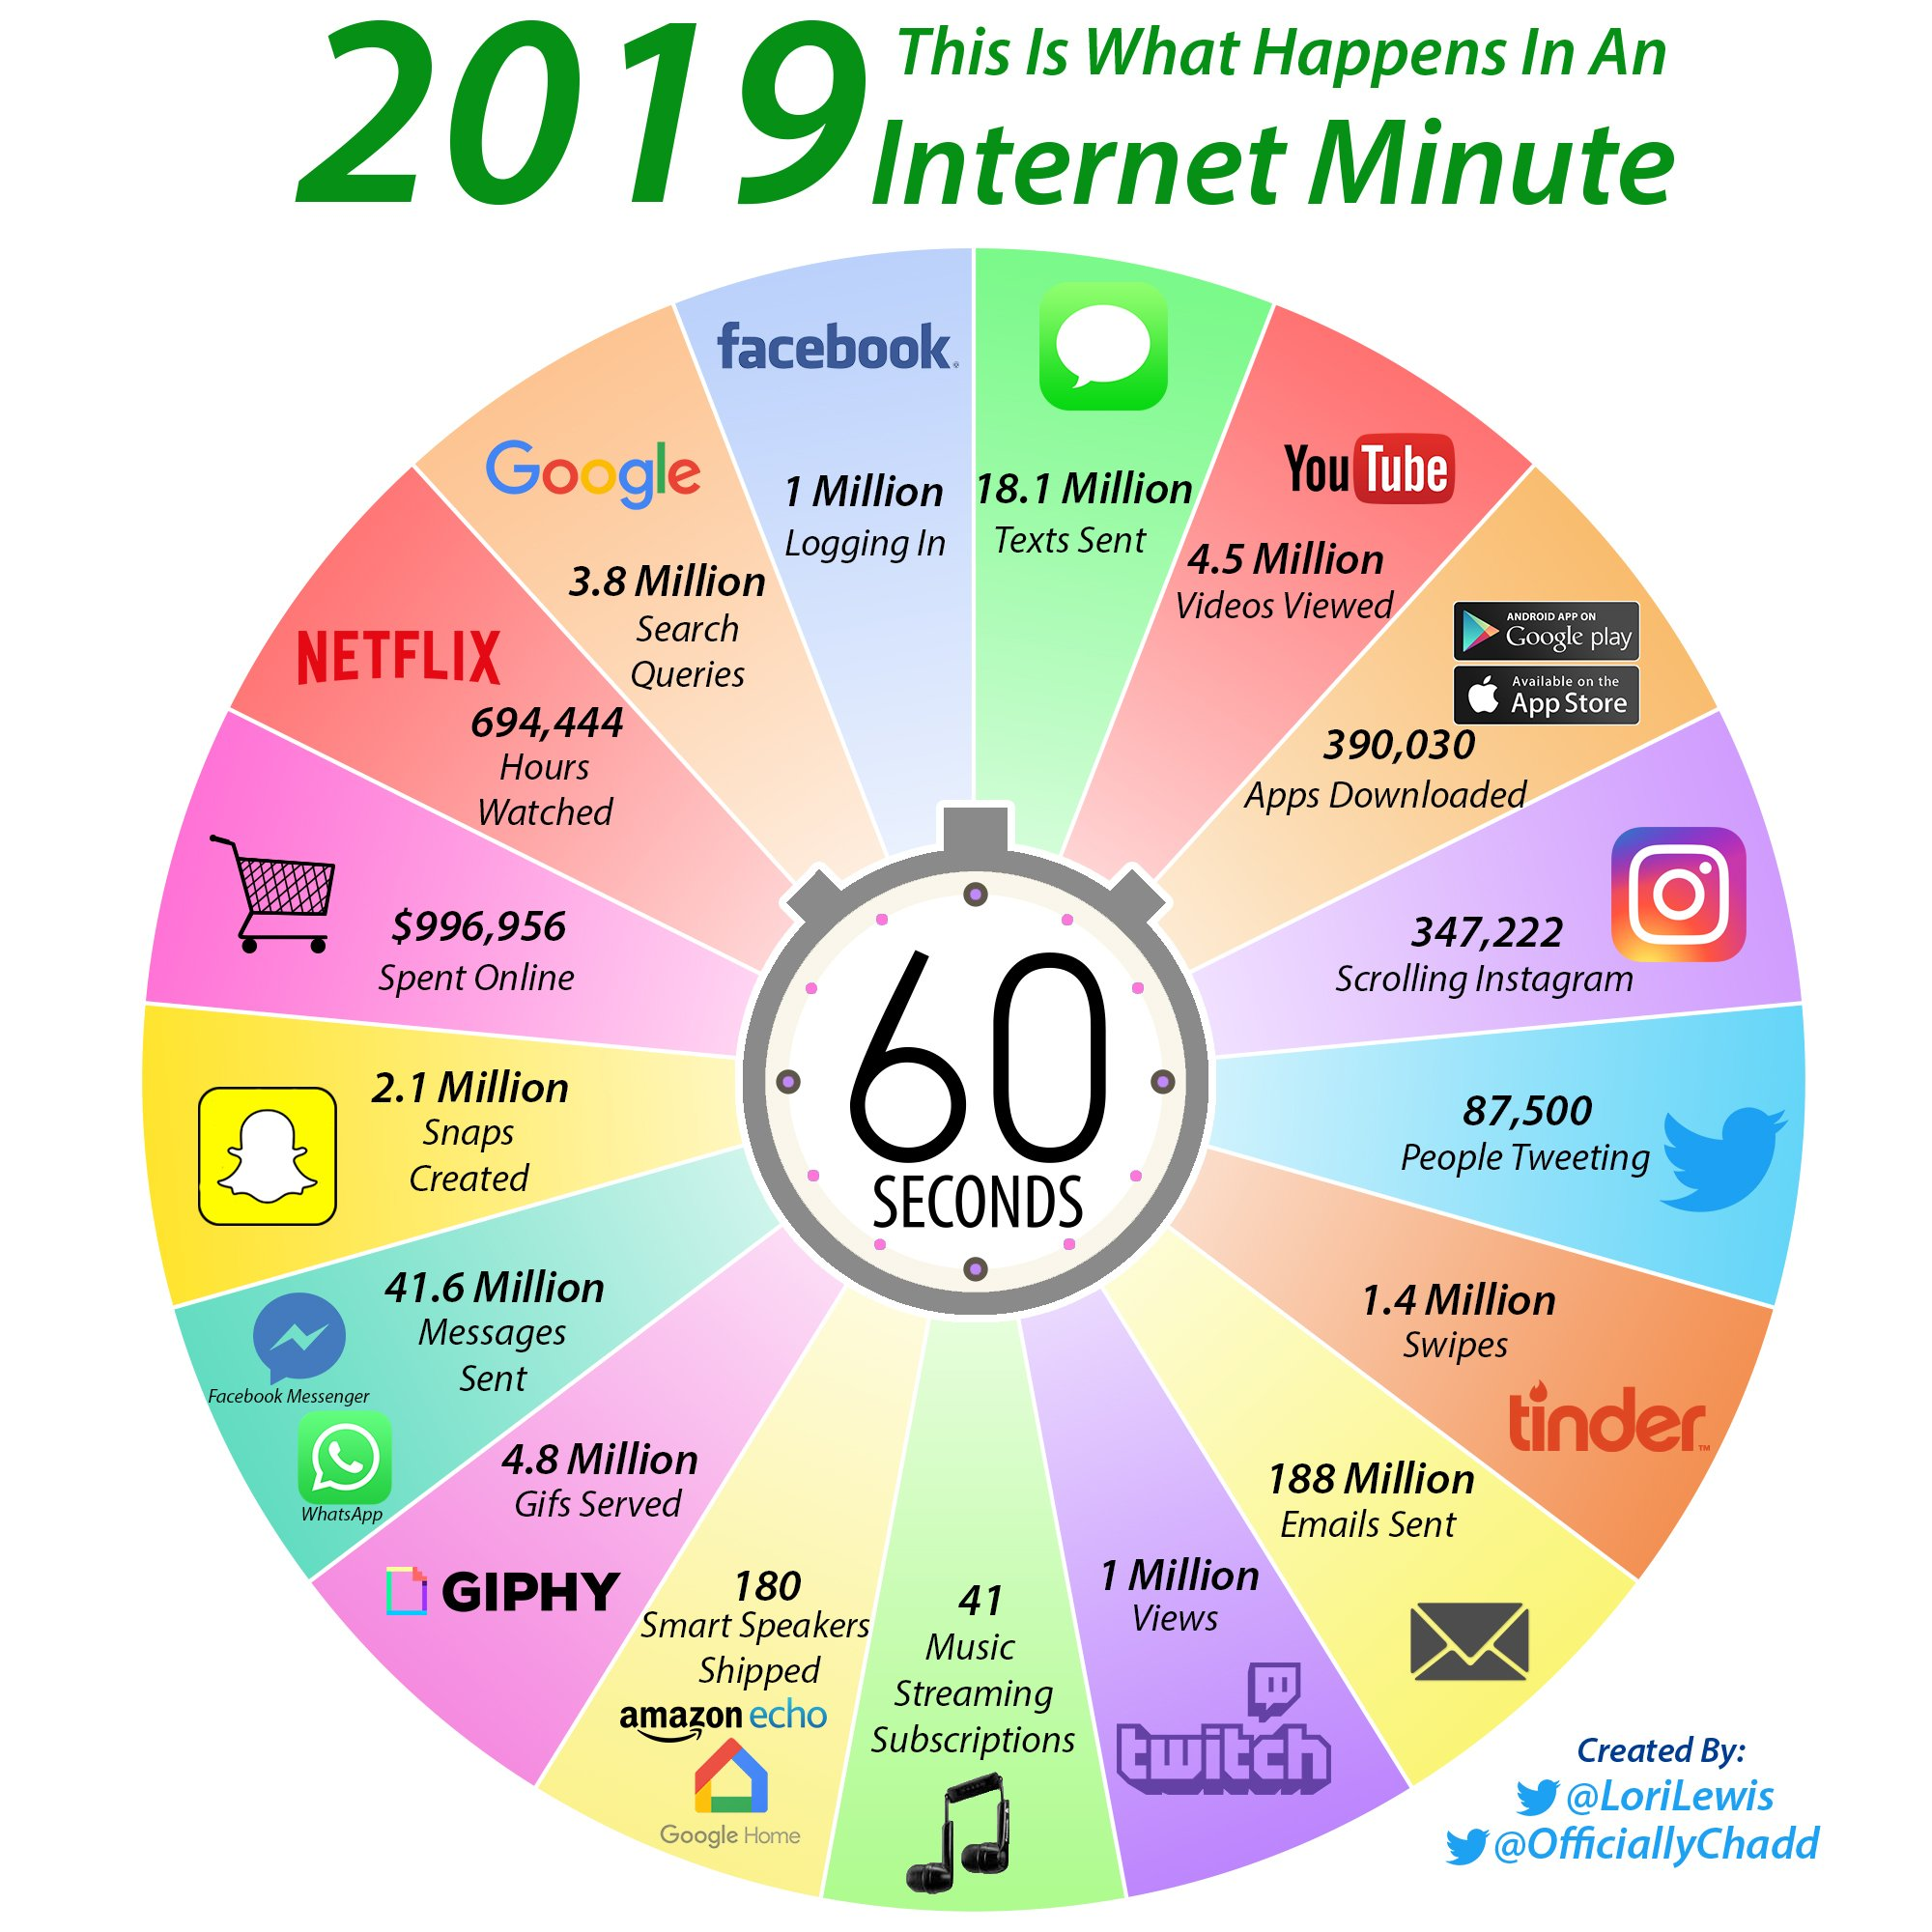 2019
This Is What Happens In An
Internet Minute
facebook
1 Million
Logging In
18.1 Million
Texts Sent
YouTube
4.5 Million
Videos Viewed
ANDROID APP ON
Google play
Available on the
App Store
390,030
Apps Downloaded
347,222
Scrolling Instagram
87,500
People Tweeting
1.4 Million
Swipes
tinder™
188 Million
Emails Sent
1 Million
Views
twitch
41
Music
Streaming
Subscriptions
180
Smart Speakers
Shipped
amazon echo
Google Home
4.8 Million
Gifs Served
GIPHY
41.6 Million
Messages
Sent
Facebook Messenger
WhatsApp
2.1 Million
Snaps
Created
$996,956
Spent Online
NETFLIX
694,444
Hours
Watched
Google
3.8 Million
Search
Queries
60
SECONDS
Created By:
@LoriLewis
@OfficiallyChadd